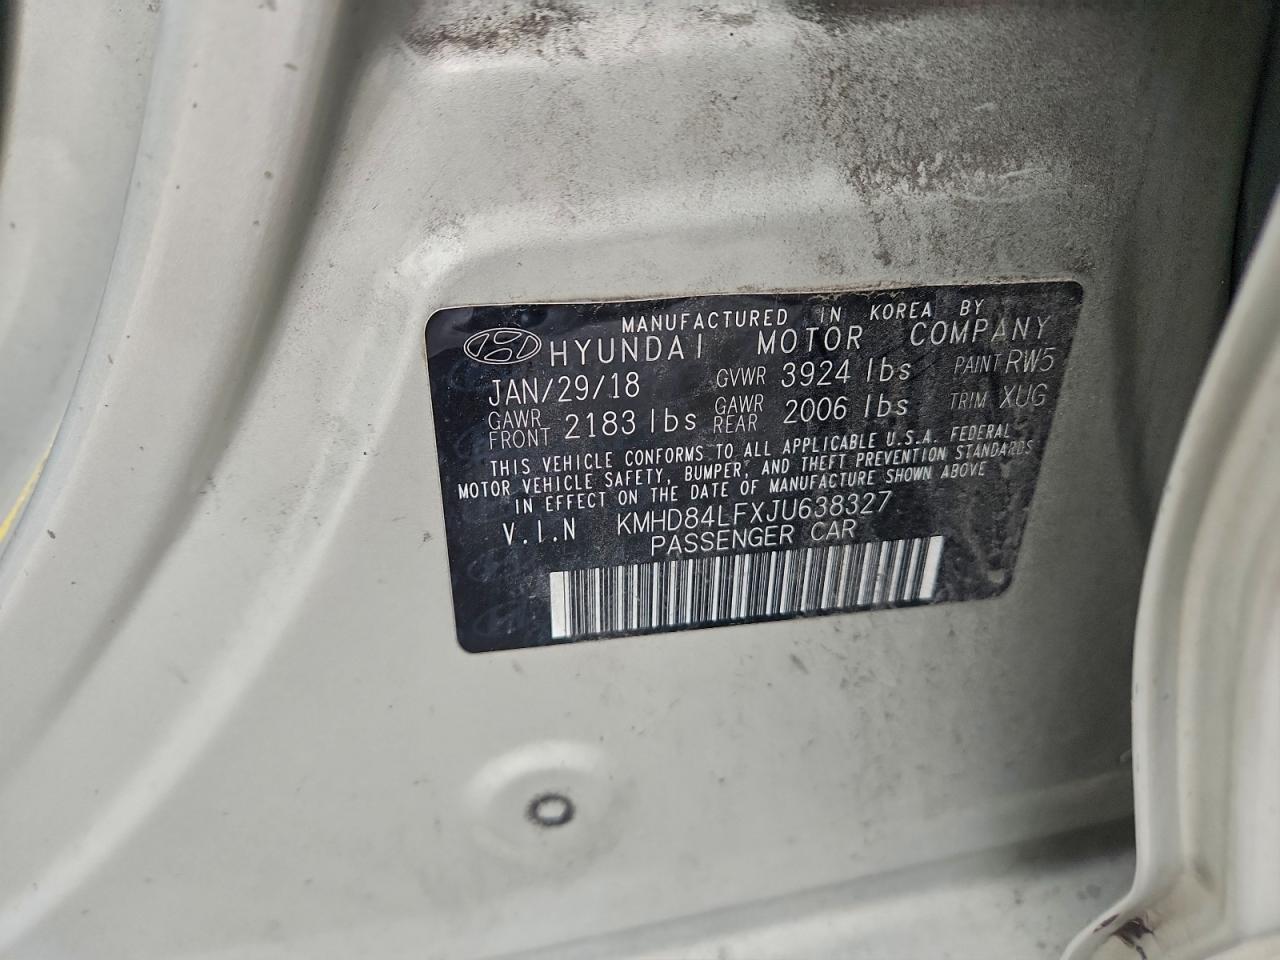 MANUFACTURED IN KOREA BY
HYUNDAI MOTOR COMPANY
JAN/29/18 GVWR 3924 lbs PAINT RW5
GAWR FRONT 2183 lbs GAWR REAR 2006 lbs TRIM XUG
THIS VEHICLE CONFORMS TO ALL APPLICABLE U.S.A. FEDERAL
MOTOR VEHICLE SAFETY, BUMPER, AND THEFT PREVENTION STANDARDS
IN EFFECT ON THE DATE OF MANUFACTURE SHOWN ABOVE
V.I.N KMHD84LFXJU638327
PASSENGER CAR